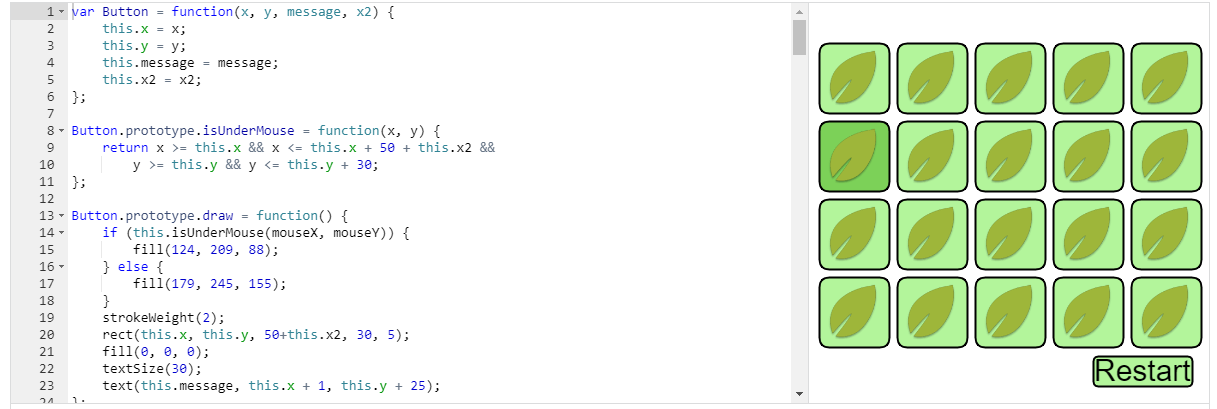 1 var Button = function(x, y, message, x2) {
2 this.x = x;
3 this.y = y;
4 this.message = message;
5 this.x2 = x2;
6 };
7
8 Button.prototype.isUnderMouse = function(x, y) {
9 return x >= this.x && x <= this.x + 50 + this.x2 &&
10 y >= this.y && y <= this.y + 30;
11 };
12
13 Button.prototype.draw = function() {
14 if (this.isUnderMouse(mouseX, mouseY)) {
15 fill(124, 209, 88);
16 } else {
17 fill(179, 245, 155);
18 }
19 strokeWeight(2);
20 rect(this.x, this.y, 50+this.x2, 30, 5);
21 fill(0, 0, 0);
22 textSize(30);
23 text(this.message, this.x + 1, this.y + 25);
24 };
Restart